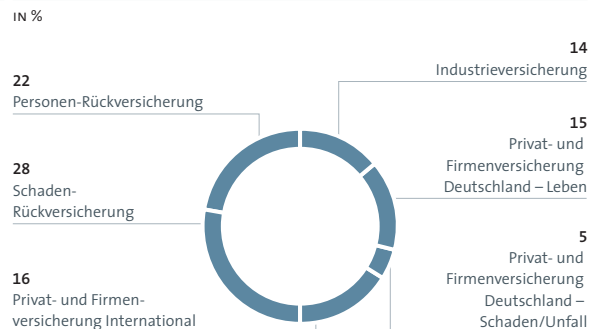 IN %
14
Industrieversicherung
22
Personen-Rückversicherung
15
Privat- und
Firmenversicherung
Deutschland – Leben
28
Schaden-
Rückversicherung
5
Privat- und
Firmenversicherung
Deutschland –
Schaden/Unfall
16
Privat- und Firmen-
versicherung International